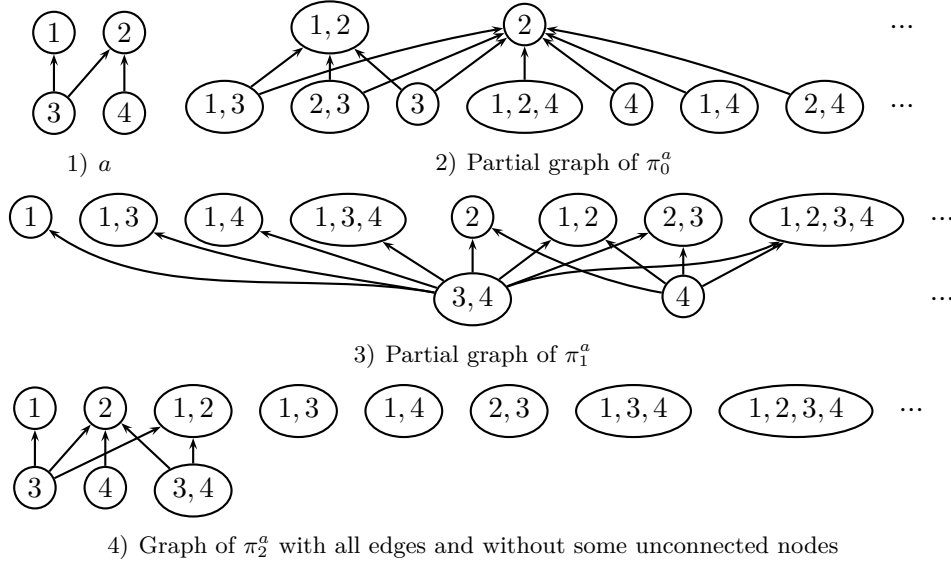 1 2 1, 2 2 ...
3 4 1, 3 2, 3 3 1, 2, 4 4 1, 4 2, 4 ...
1) a 2) Partial graph of π₀ᵃ
1 1, 3 1, 4 1, 3, 4 2 1, 2 2, 3 1, 2, 3, 4 ...
3, 4 4 ...
3) Partial graph of π₁ᵃ
1 2 1, 2 1, 3 1, 4 2, 3 1, 3, 4 1, 2, 3, 4 ...
3 4 3, 4
4) Graph of π₂ᵃ with all edges and without some unconnected nodes